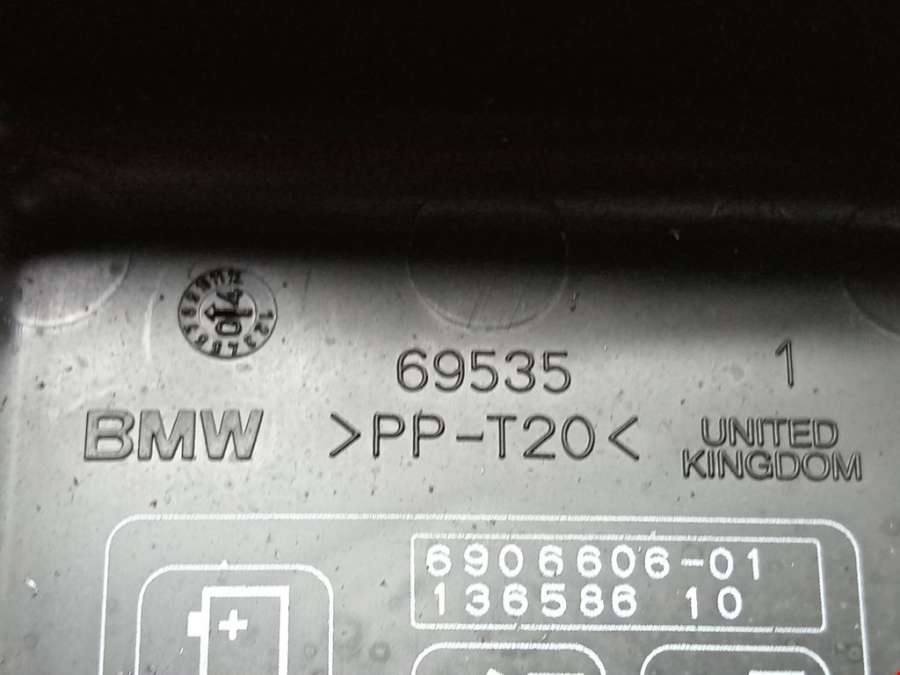 69535
1
BMW
>PP-T20<
UNITED
KINGDOM
6906606-01
136586 10
+